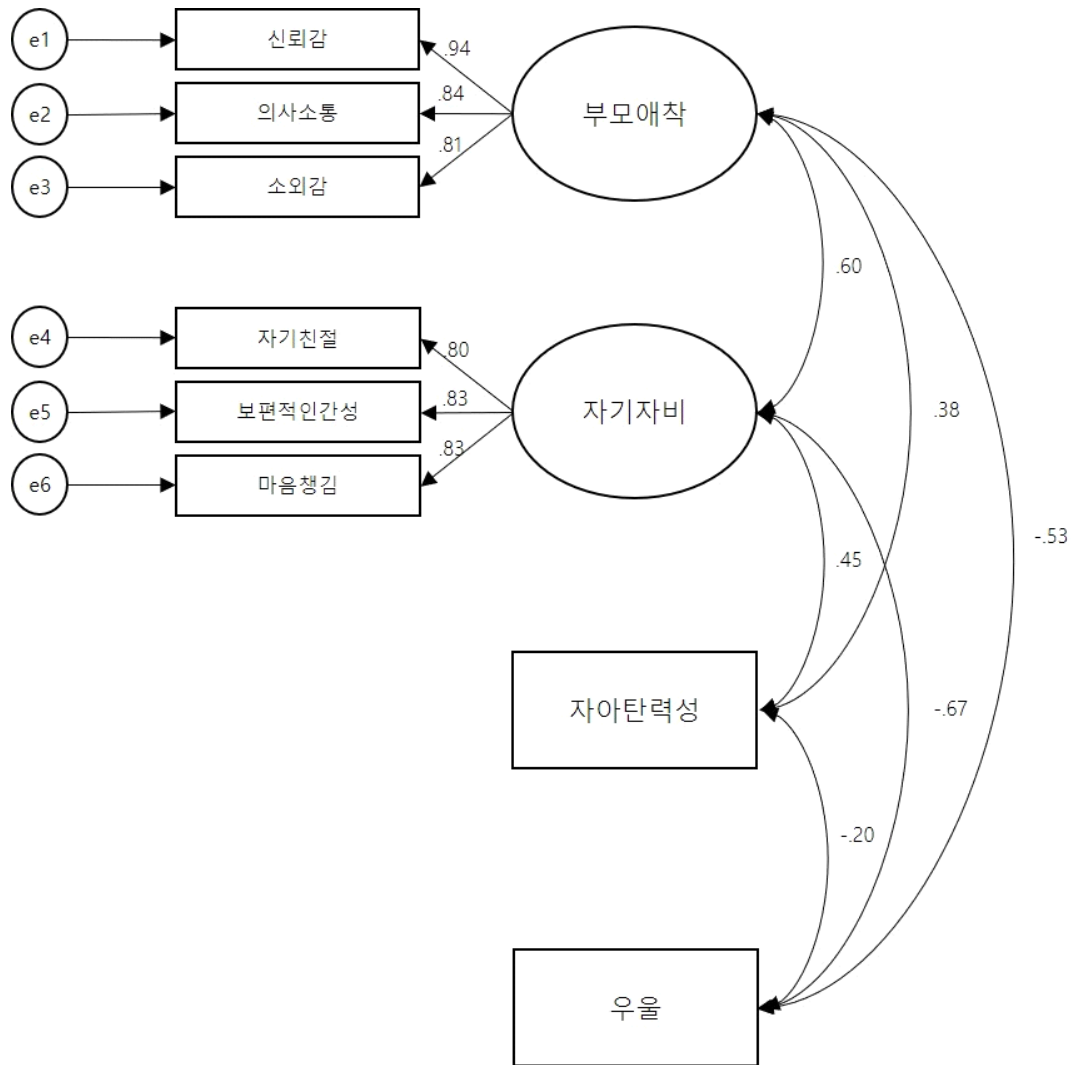 e1
신뢰감
.94
e2
의사소통
.84
부모애착
e3
소외감
.81
.60
e4
자기친절
.80
e5
보편적인간성
.83
자기자비
.38
e6
마음챙김
.83
.45
-.53
자아탄력성
-.67
-.20
우울